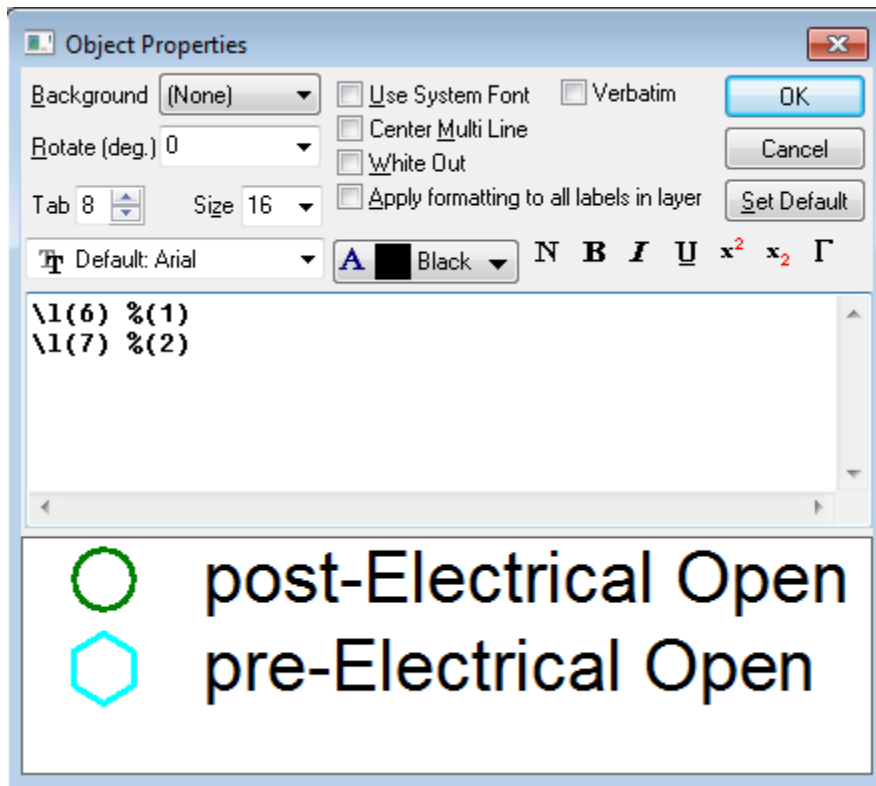 Object Properties
Background (None) Use System Font Verbatim OK
Rotate (deg.) 0 Center Multi Line Cancel
White Out
Tab 8 Size 16 Apply formatting to all labels in layer Set Default
Default: Arial A Black N B I U x² x₂ Γ
\l(6) %(1)
\l(7) %(2)
post-Electrical Open
pre-Electrical Open